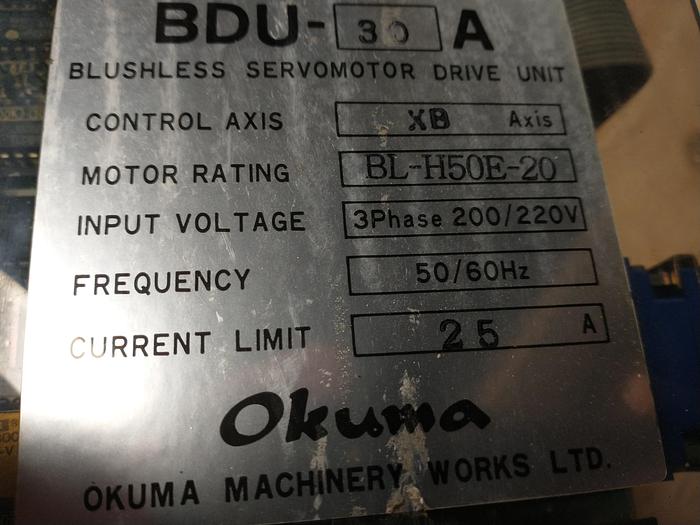 BDU-30A
BLUSHLESS SERVOMOTOR DRIVE UNIT
CONTROL AXIS XB Axis
MOTOR RATING BL-H50E-20
INPUT VOLTAGE 3Phase 200/220V
FREQUENCY 50/60Hz
CURRENT LIMIT 25 A
Okuma
OKUMA MACHINERY WORKS LTD.